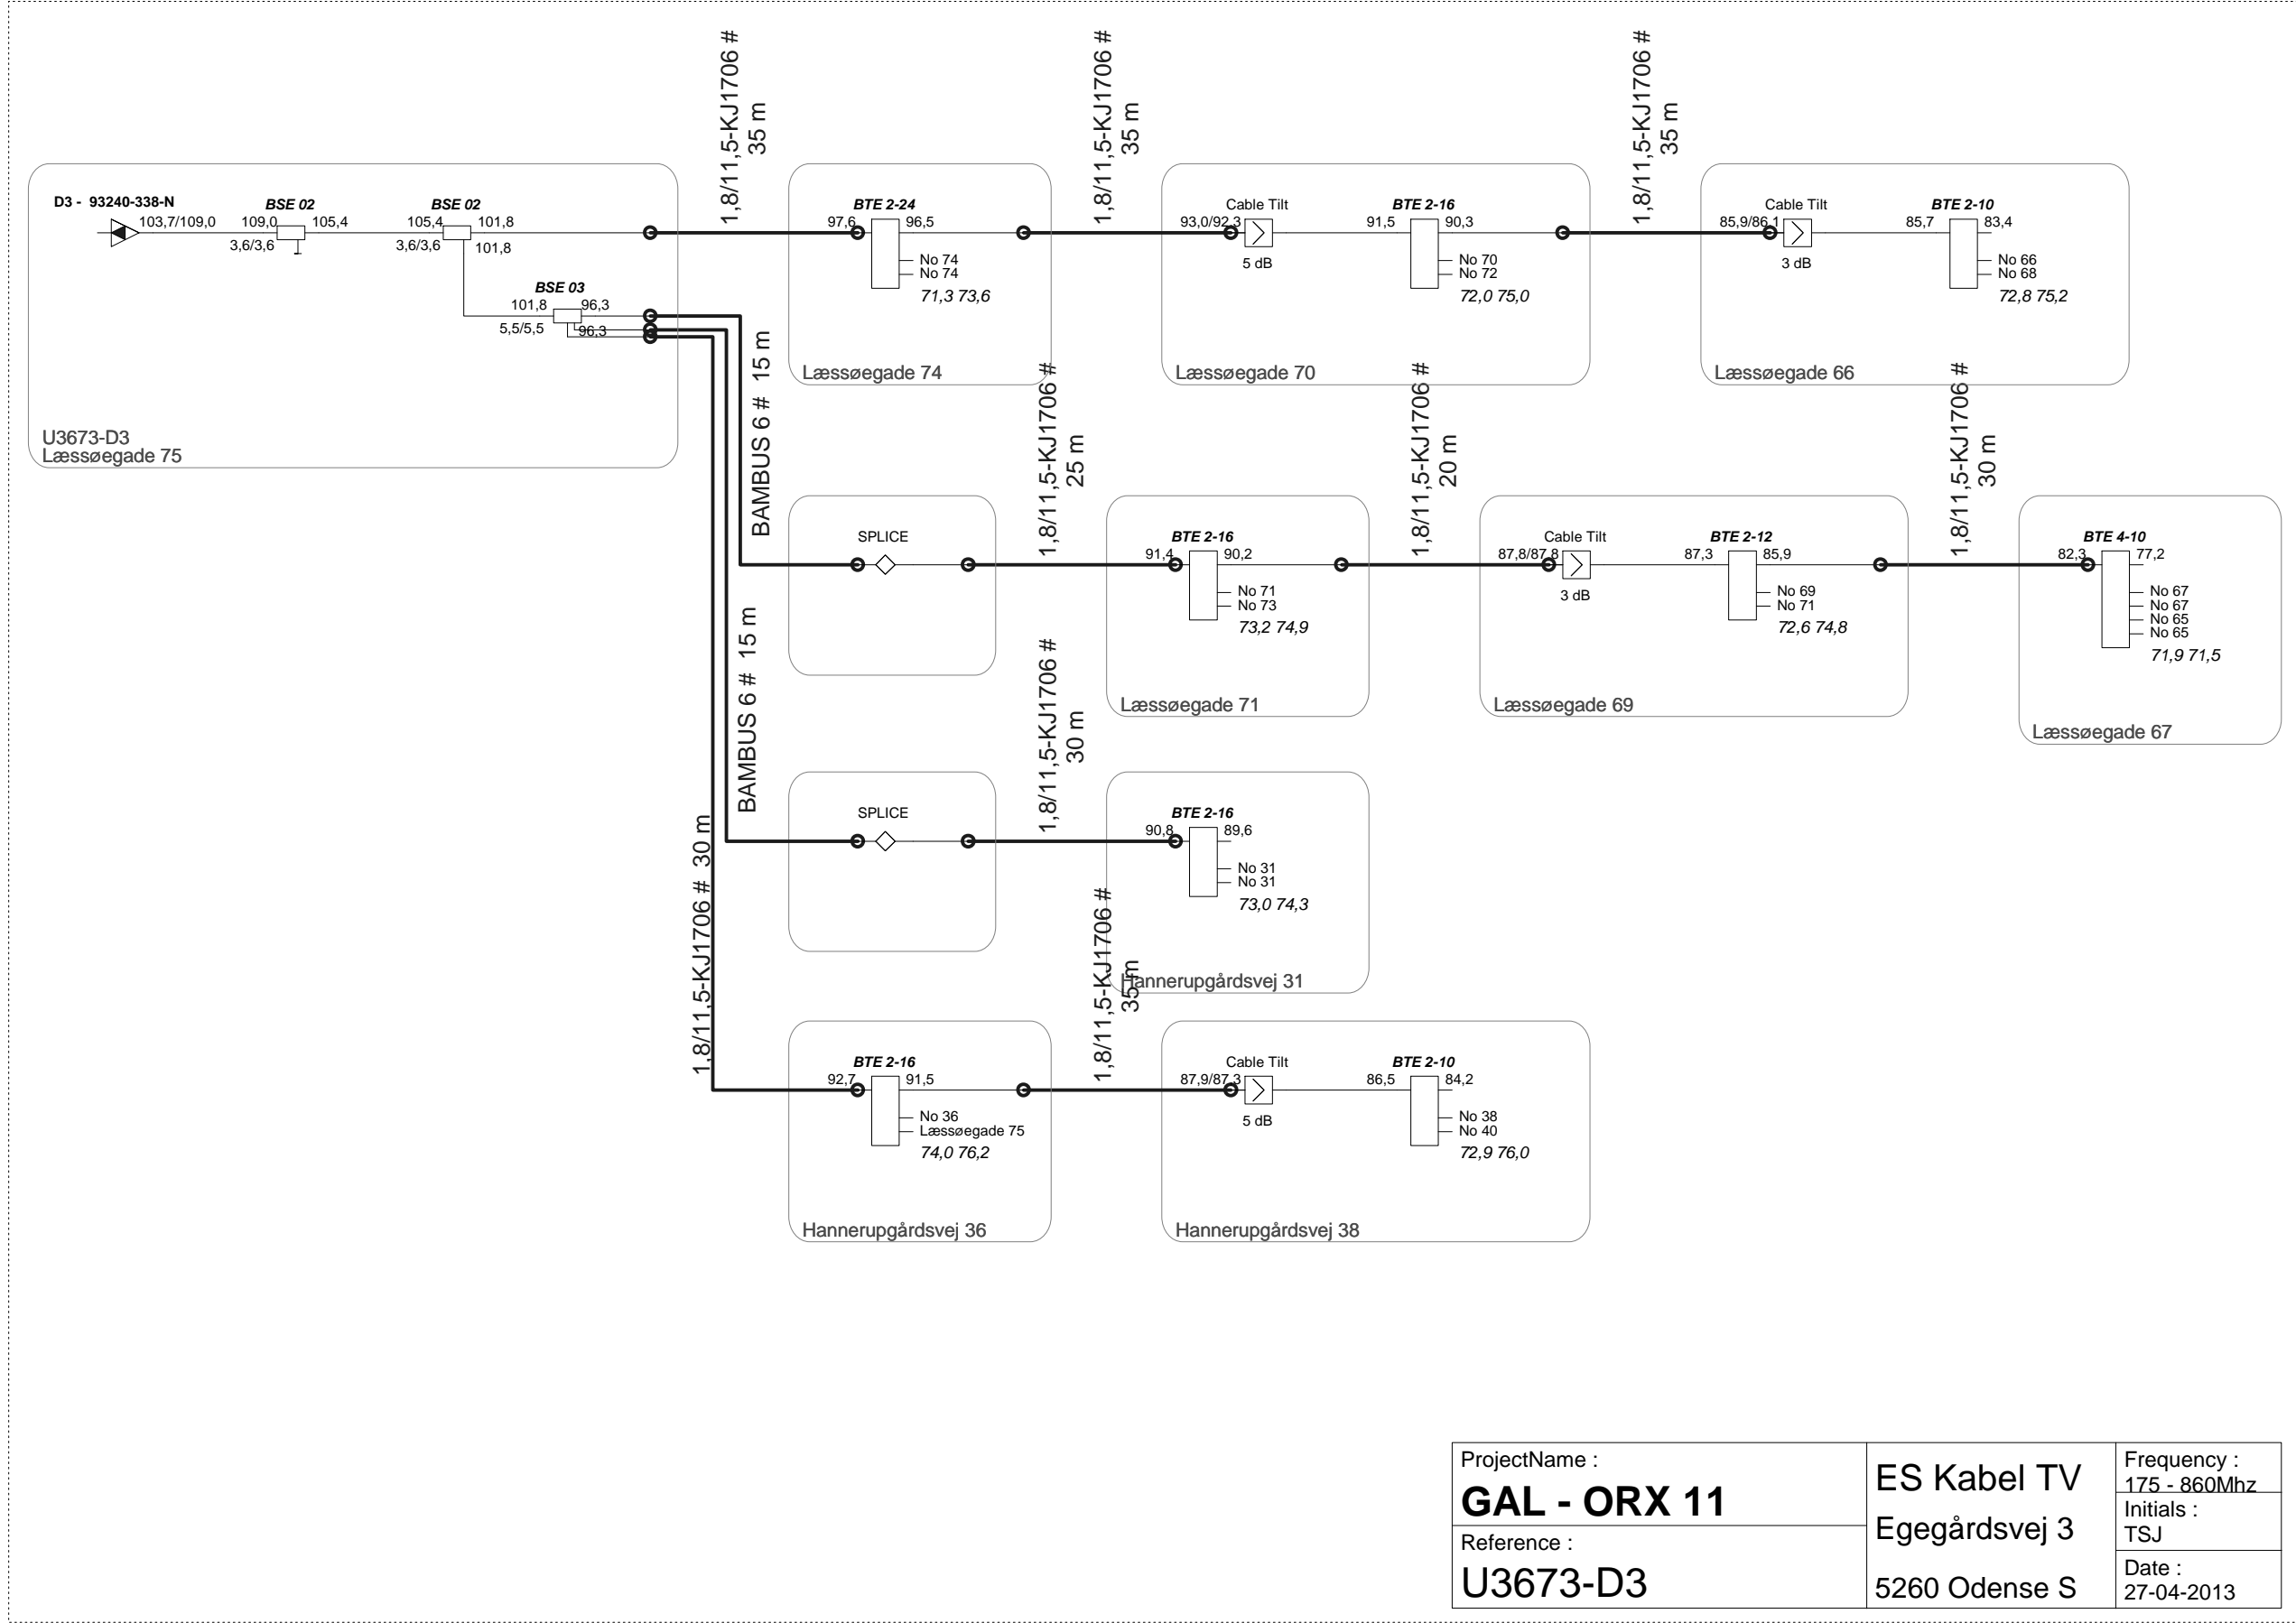 1,8/11,5-KJ1706 #
35 m
1,8/11,5-KJ1706 #
35 m
1,8/11,5-KJ1706 #
35 m
D3 - 93240-338-N
103,7/109,0
BSE 02
109,0
105,4
3,6/3,6
BSE 02
105,4
101,8
3,6/3,6
101,8
BSE 03
101,8
96,3
5,5/5,5
96,3
U3673-D3
Læssøegade 75
BTE 2-24
97,6
96,5
No 74
No 74
71,3 73,6
Læssøegade 74
Cable Tilt
93,0/92,3
5 dB
BTE 2-16
91,5
90,3
No 70
No 72
72,0 75,0
Læssøegade 70
Cable Tilt
85,9/86,1
3 dB
BTE 2-10
85,7
83,4
No 66
No 68
72,8 75,2
Læssøegade 66
BAMBUS 6 # 15 m
1,8/11,5-KJ1706 #
25 m
1,8/11,5-KJ1706 #
20 m
1,8/11,5-KJ1706 #
30 m
SPLICE
BTE 2-16
91,4
90,2
No 71
No 73
73,2 74,9
Læssøegade 71
Cable Tilt
87,8/87,8
3 dB
BTE 2-12
87,3
85,9
No 69
No 71
72,6 74,8
Læssøegade 69
BTE 4-10
82,3
77,2
No 67
No 67
No 65
No 65
71,9 71,5
Læssøegade 67
BAMBUS 6 # 15 m
1,8/11,5-KJ1706 #
30 m
SPLICE
BTE 2-16
90,8
89,6
No 31
No 31
73,0 74,3
Hannerupgårdsvej 31
1,8/11,5-KJ1706 # 30 m
1,8/11,5-KJ1706 #
35 m
BTE 2-16
92,7
91,5
No 36
Læssøegade 75
74,0 76,2
Hannerupgårdsvej 36
Cable Tilt
87,9/87,3
5 dB
BTE 2-10
86,5
84,2
No 38
No 40
72,9 76,0
Hannerupgårdsvej 38
ProjectName :
GAL - ORX 11
Reference :
U3673-D3
ES Kabel TV
Egegårdsvej 3
5260 Odense S
Frequency :
175 - 860Mhz
Initials :
TSJ
Date :
27-04-2013